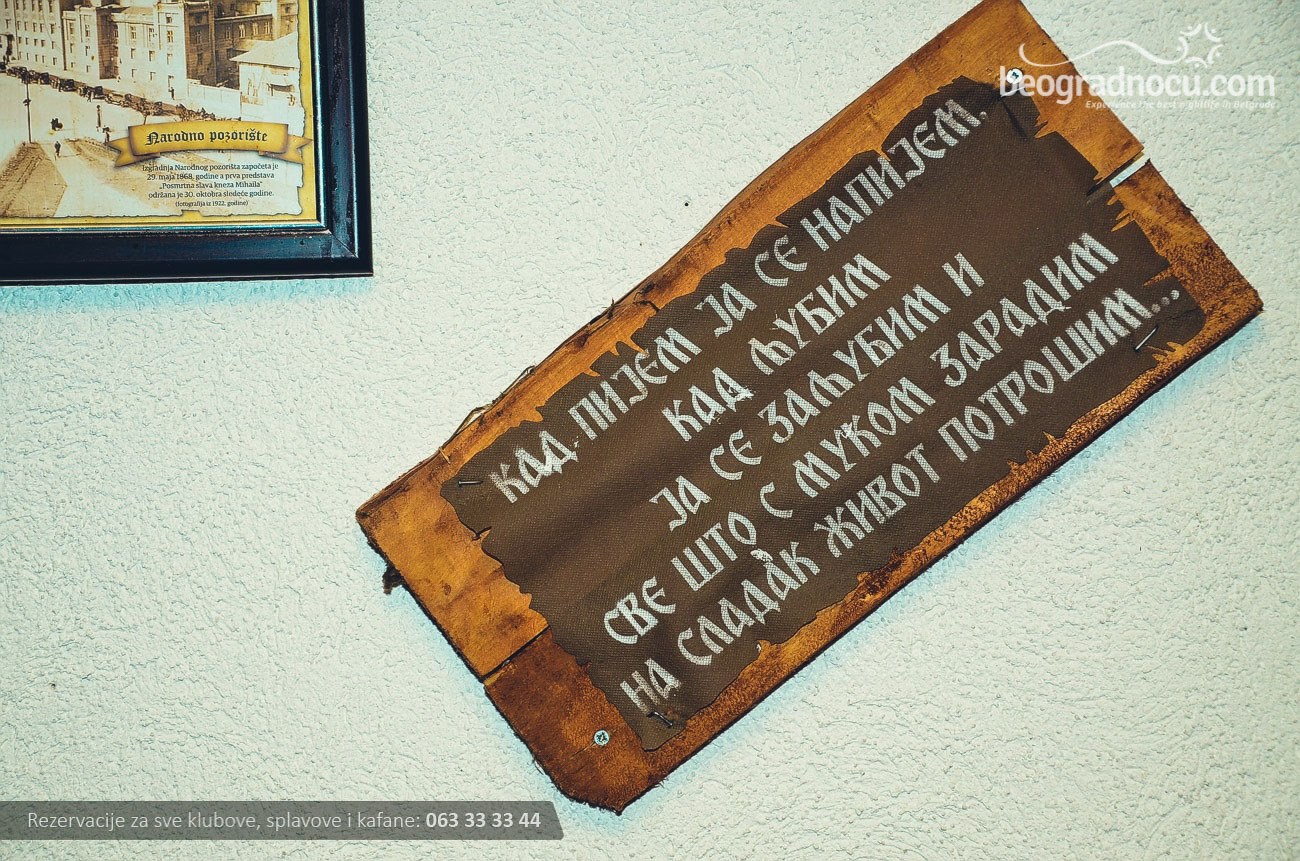 Narodno pozorište
Izgradnja Narodnog pozorišta započeta je
29. maja 1868. godine a prva predstava
„Posmrtna slava kneza Mihaila"
održana je 30. oktobra sledeće godine.
(fotografija iz 1922. godine)
beogradnocu.com
Experience the best nightlife in Belgrade
КАД ПИЈЕМ ЈА СЕ НАПИЈЕМ,
КАД ЉУБИМ
ЈА СЕ ЗАЉУБИМ И
СВЕ ШТО С МУКОМ ЗАРАДИМ
НА СЛАДАК ЖИВОТ ПОТРОШИМ...
Rezervacije za sve klubove, splavove i kafane: 063 33 33 44